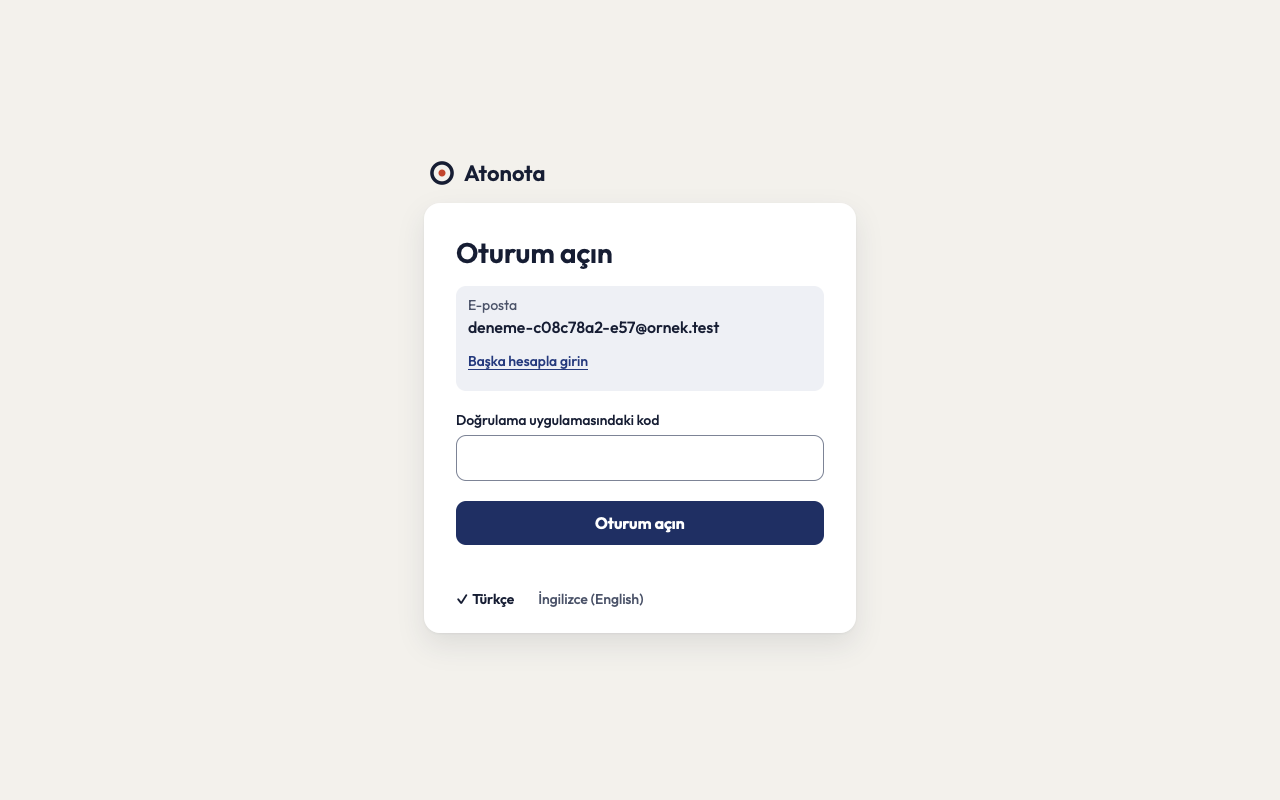 Atonota
Oturum açın
E-posta
deneme-c08c78a2-e57@ornek.test
Başka hesapla girin
Doğrulama uygulamasındaki kod
Oturum açın
Türkçe İngilizce (English)